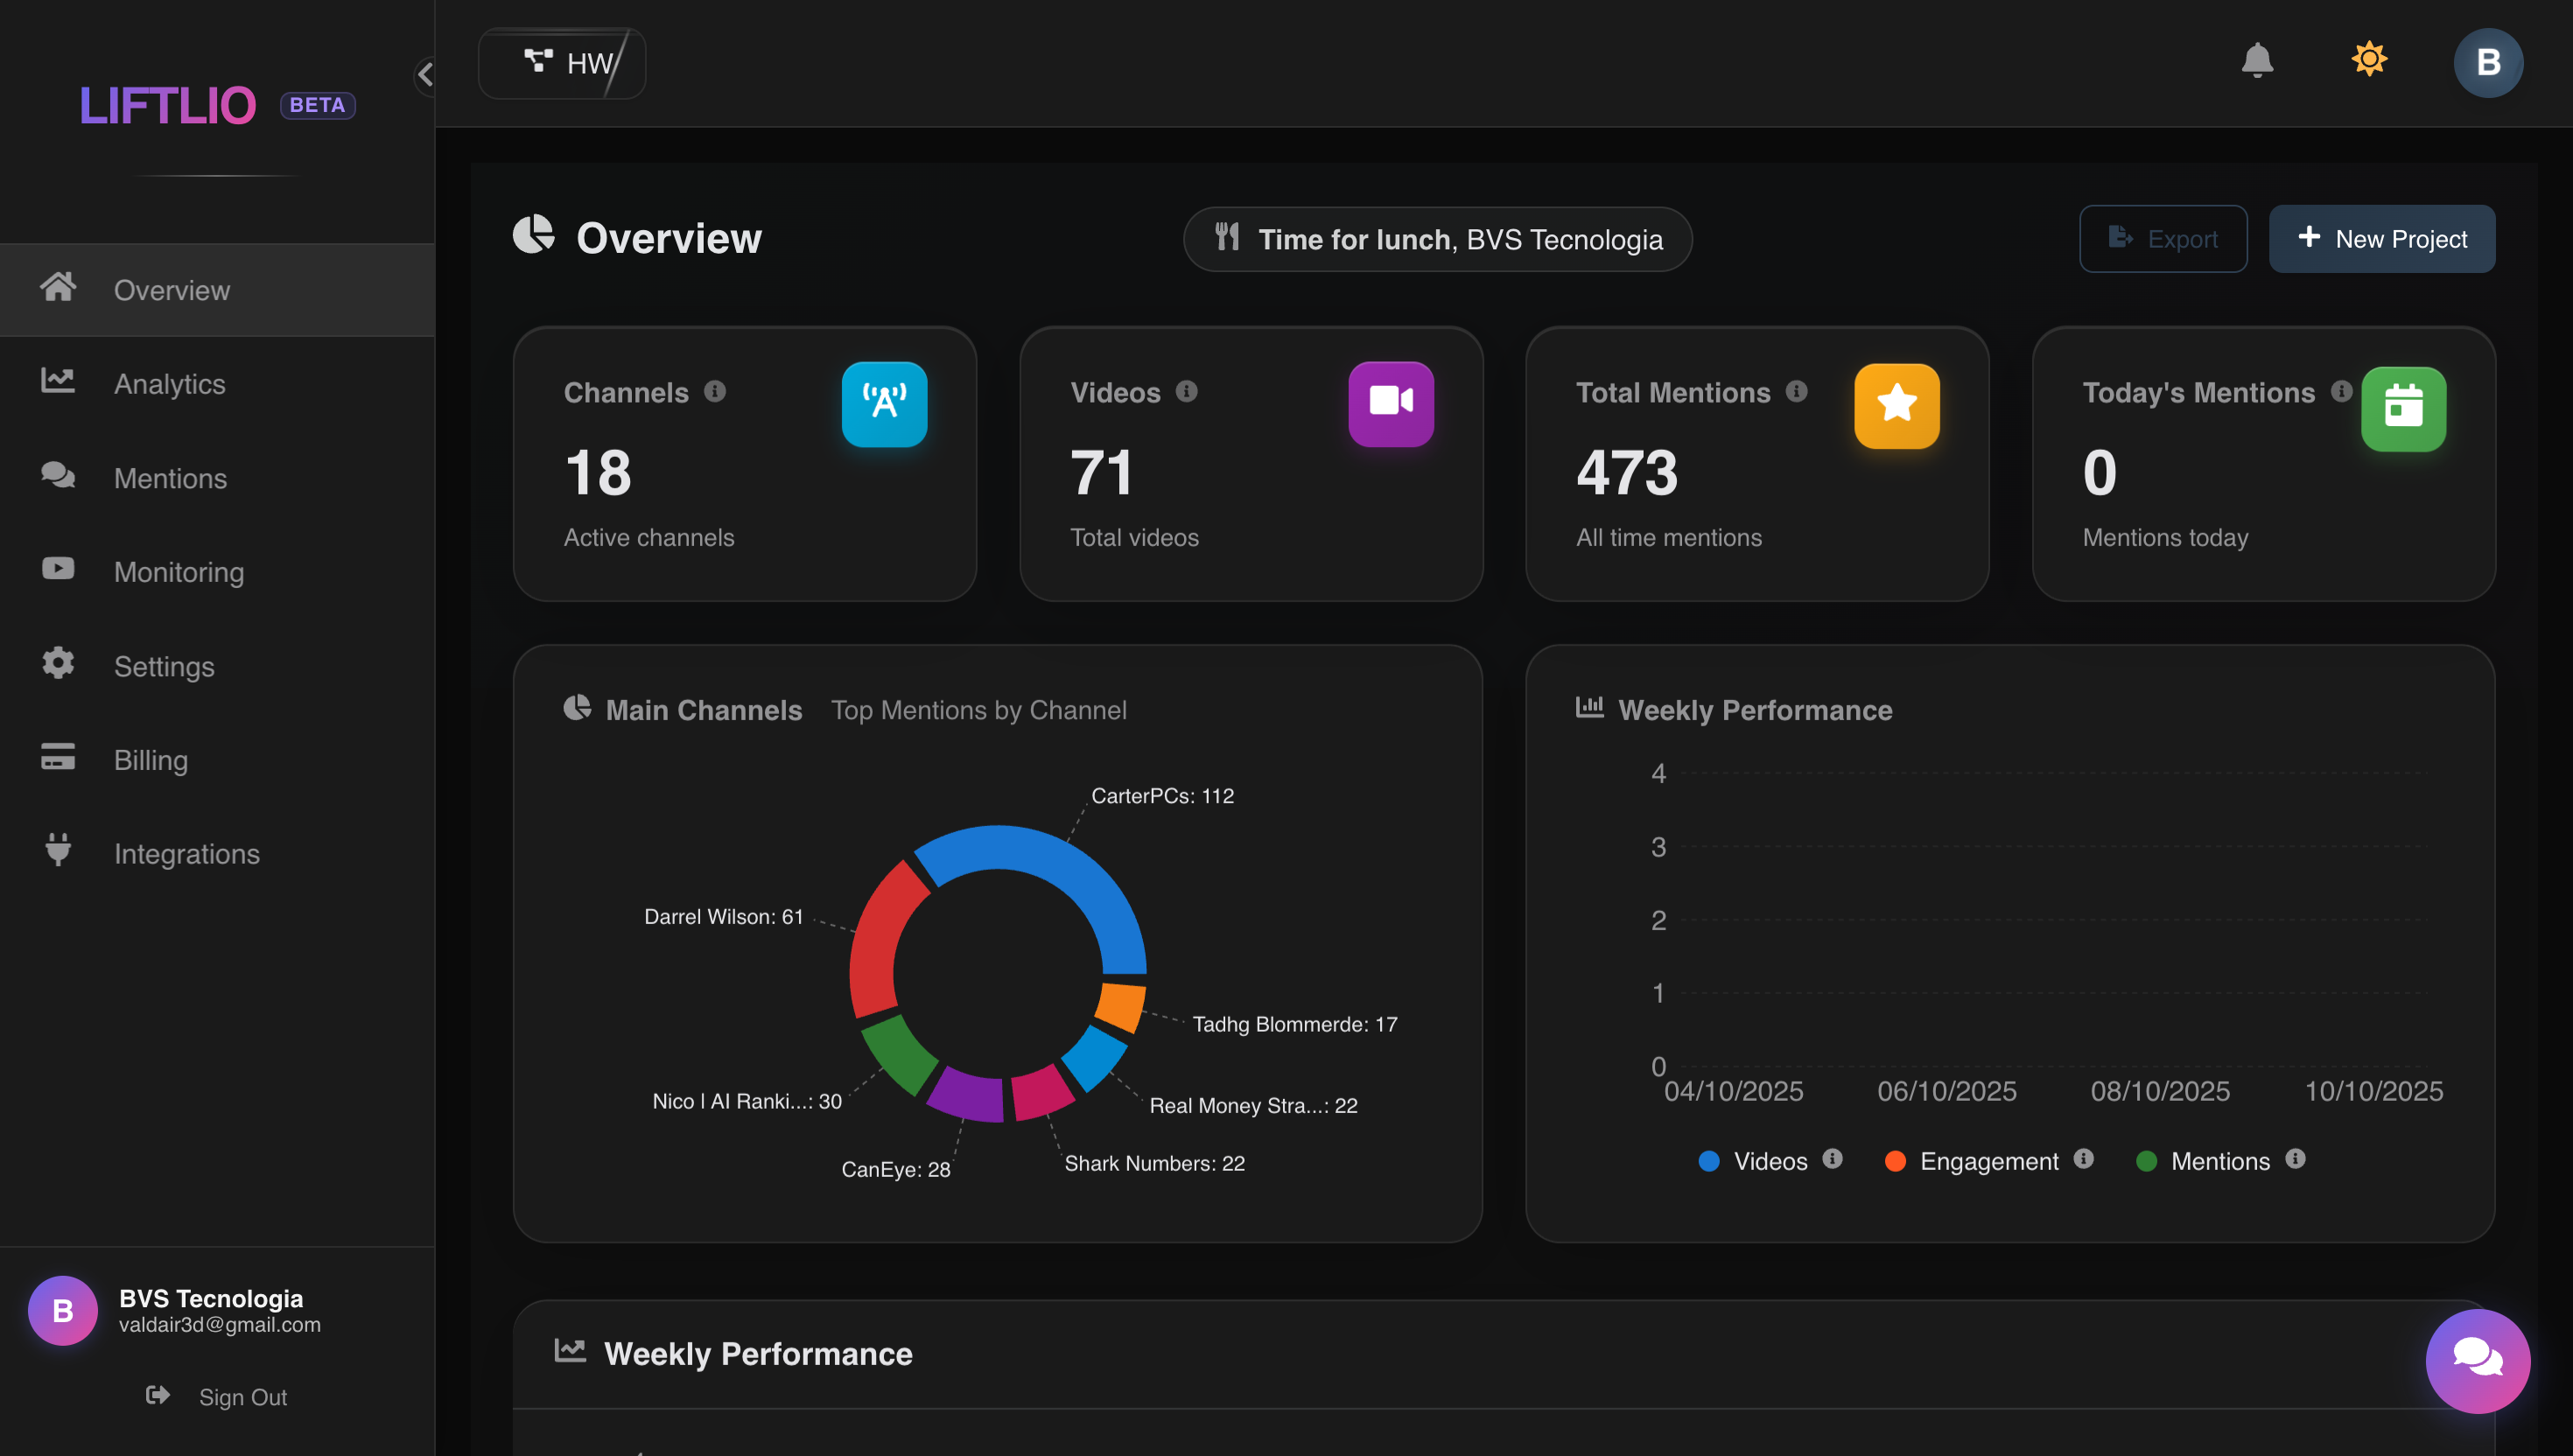 LIFTLIO BETA
Overview
Analytics
Mentions
Monitoring
Settings
Billing
Integrations
B
BVS Tecnologia
valdair3d@gmail.com
Sign Out
HW
B
Overview
Time for lunch, BVS Tecnologia
Export
New Project
Channels
18
Active channels
Videos
71
Total videos
Total Mentions
473
All time mentions
Today's Mentions
0
Mentions today
Main Channels Top Mentions by Channel
CarterPCs: 112
Darrel Wilson: 61
Tadhg Blommerde: 17
Nico | AI Ranki...: 30
Real Money Stra...: 22
CanEye: 28
Shark Numbers: 22
Weekly Performance
4
3
2
1
0
04/10/2025 06/10/2025 08/10/2025 10/10/2025
Videos Engagement Mentions
Weekly Performance